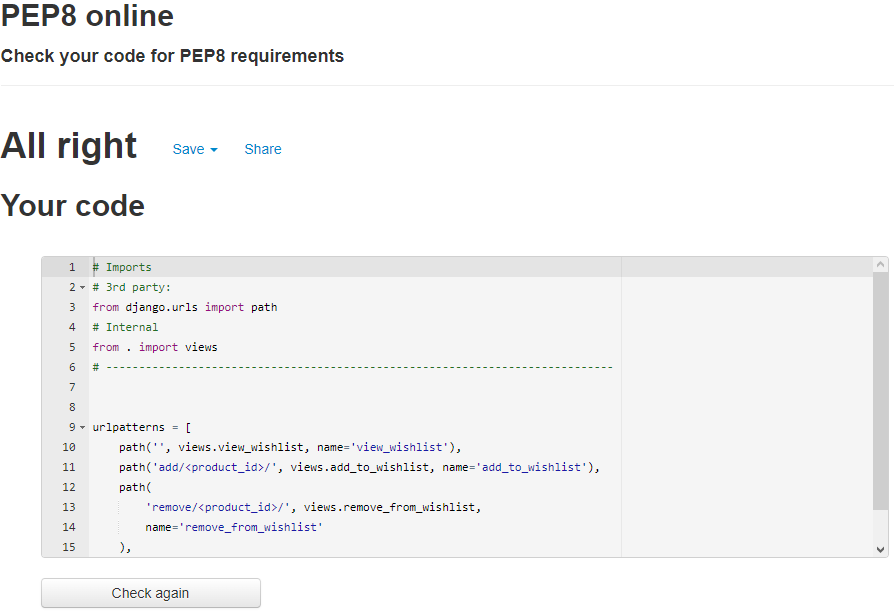 PEP8 online
Check your code for PEP8 requirements
All right Save Share
Your code
1 # Imports
2 # 3rd party:
3 from django.urls import path
4 # Internal
5 from . import views
6 # -----------------------------------------------------------------------------
7
8
9 urlpatterns = [
10     path('', views.view_wishlist, name='view_wishlist'),
11     path('add/<product_id>/', views.add_to_wishlist, name='add_to_wishlist'),
12     path(
13         'remove/<product_id>/', views.remove_from_wishlist,
14         name='remove_from_wishlist'
15     ),
Check again